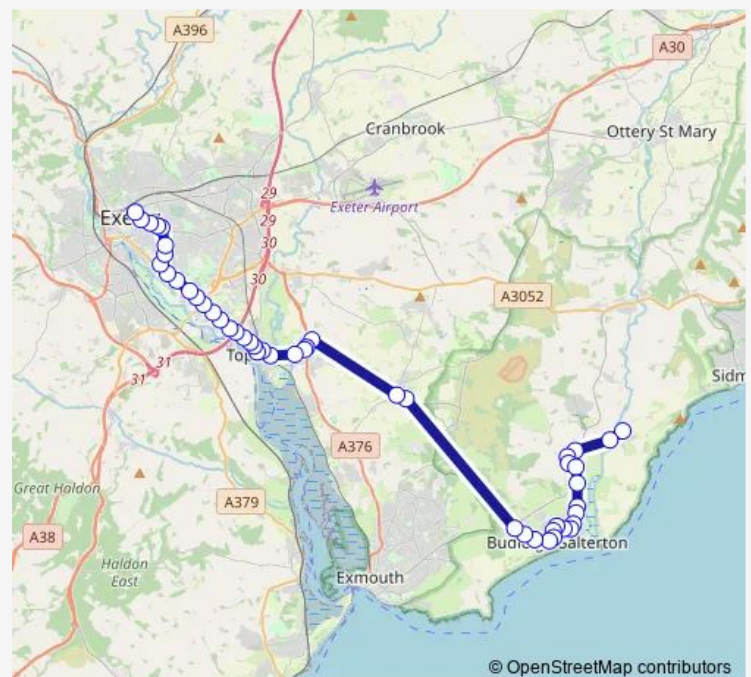 A396
A30
Cranbrook
Ottery St Mary
29
Exeter Airport
29
30
30
A3052
31
31
Sidm
A376
Great Haldon
A379
A38
Haldon
East
Exmouth
© OpenStreetMap contributors